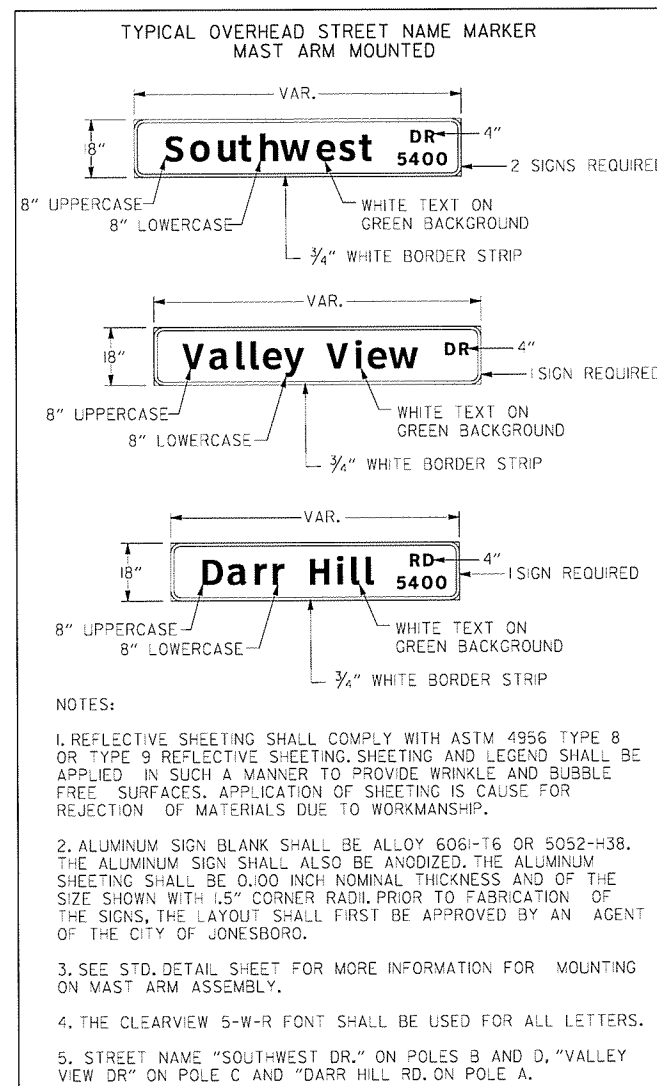 TYPICAL OVERHEAD STREET NAME MARKER
MAST ARM MOUNTED
VAR.
18"
Southwest DR 4"
5400
2 SIGNS REQUIRED
8" UPPERCASE
8" LOWERCASE
WHITE TEXT ON
GREEN BACKGROUND
3/4" WHITE BORDER STRIP
VAR.
18"
Valley View DR 4"
1 SIGN REQUIRED
8" UPPERCASE
8" LOWERCASE
WHITE TEXT ON
GREEN BACKGROUND
3/4" WHITE BORDER STRIP
VAR.
18"
Darr Hill RD 4"
5400
1 SIGN REQUIRED
8" UPPERCASE
8" LOWERCASE
WHITE TEXT ON
GREEN BACKGROUND
3/4" WHITE BORDER STRIP
NOTES:
1. REFLECTIVE SHEETING SHALL COMPLY WITH ASTM 4956 TYPE 8
OR TYPE 9 REFLECTIVE SHEETING. SHEETING AND LEGEND SHALL BE
APPLIED IN SUCH A MANNER TO PROVIDE WRINKLE AND BUBBLE
FREE SURFACES. APPLICATION OF SHEETING IS CAUSE FOR
REJECTION OF MATERIALS DUE TO WORKMANSHIP.
2. ALUMINUM SIGN BLANK SHALL BE ALLOY 6061-T6 OR 5052-H38.
THE ALUMINUM SIGN SHALL ALSO BE ANODIZED. THE ALUMINUM
SHEETING SHALL BE 0.100 INCH NOMINAL THICKNESS AND OF THE
SIZE SHOWN WITH 1.5" CORNER RADII. PRIOR TO FABRICATION OF
THE SIGNS, THE LAYOUT SHALL FIRST BE APPROVED BY AN AGENT
OF THE CITY OF JONESBORO.
3. SEE STD. DETAIL SHEET FOR MORE INFORMATION FOR MOUNTING
ON MAST ARM ASSEMBLY.
4. THE CLEARVIEW 5-W-R FONT SHALL BE USED FOR ALL LETTERS.
5. STREET NAME "SOUTHWEST DR." ON POLES B AND D, "VALLEY
VIEW DR" ON POLE C AND "DARR HILL RD. ON POLE A.